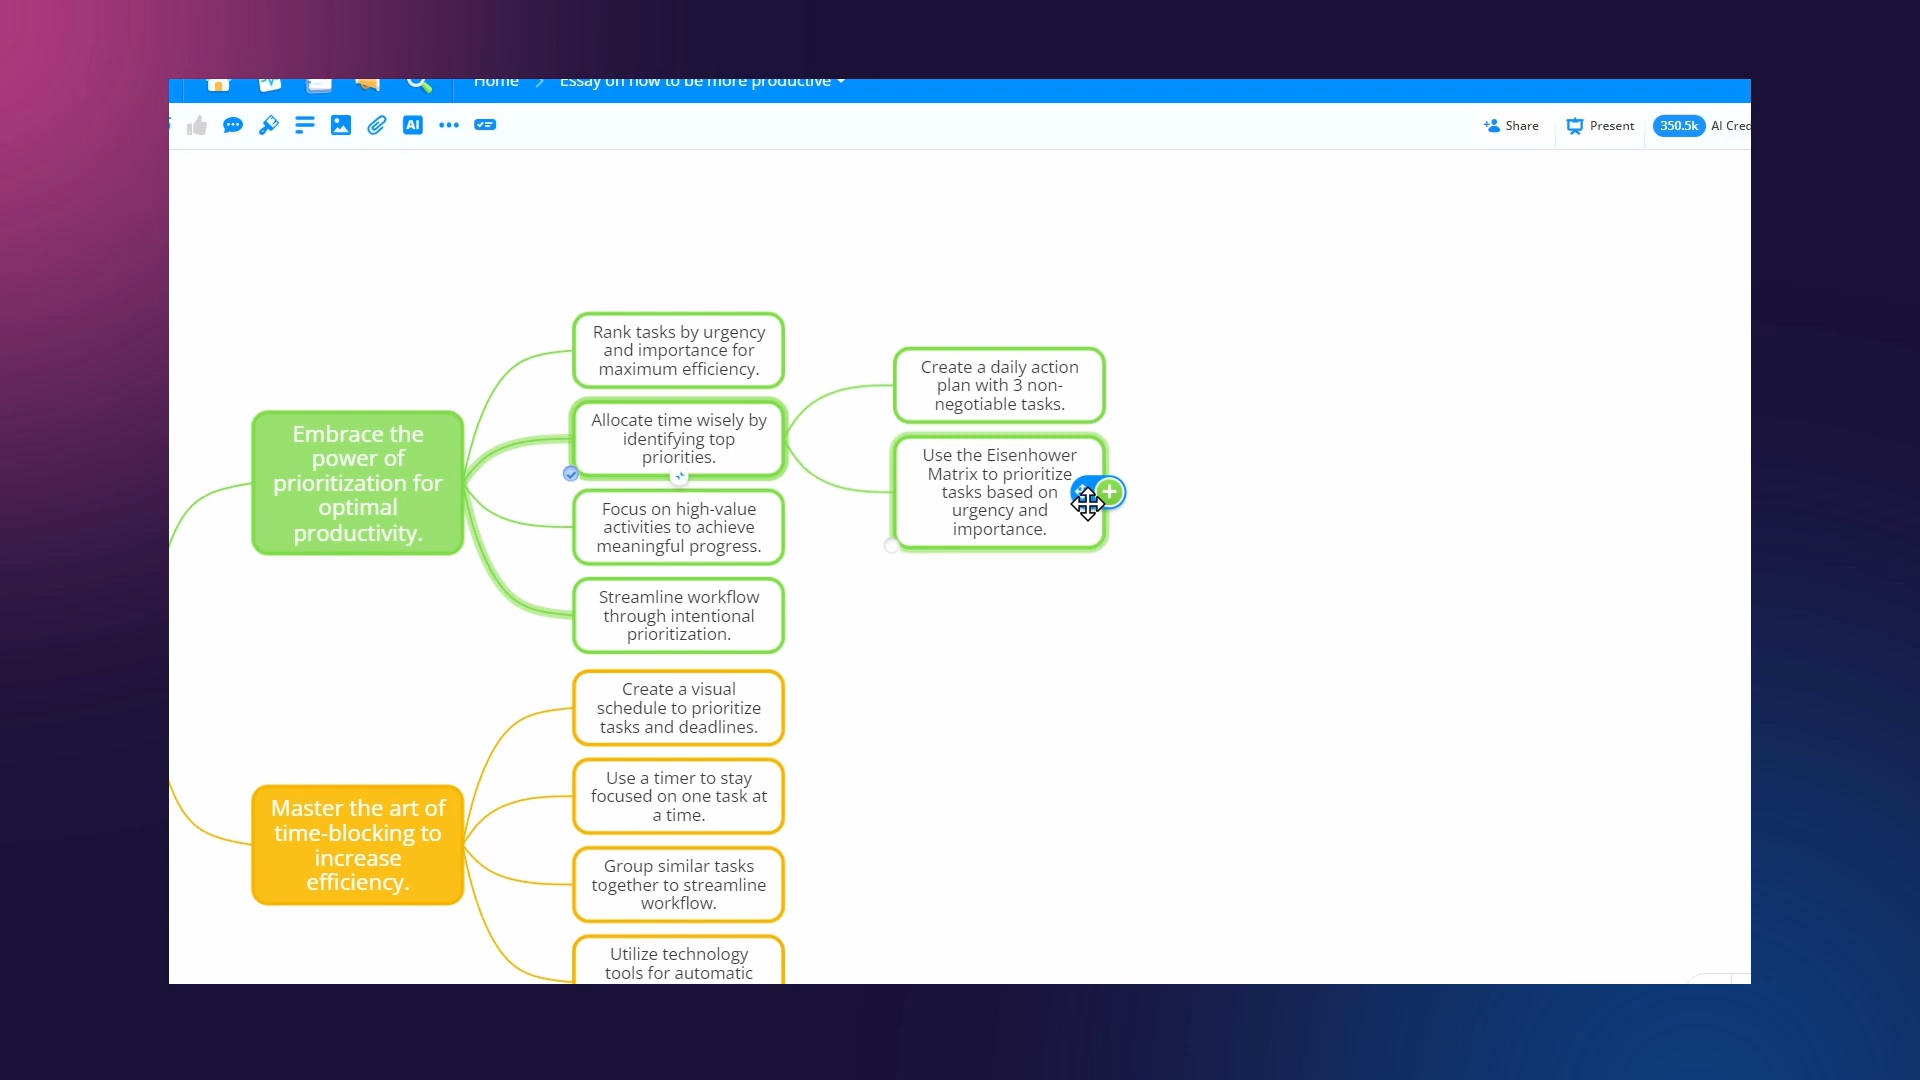 Home
Essay on how to be more productive
AI
Share
Present
350.5k
AI Cred
Rank tasks by urgency
and importance for
maximum efficiency.
Allocate time wisely by
identifying top
priorities.
Create a daily action
plan with 3 non-
negotiable tasks.
Embrace the
power of
prioritization for
optimal
productivity.
Use the Eisenhower
Matrix to prioritize
tasks based on
urgency and
importance.
Focus on high-value
activities to achieve
meaningful progress.
Streamline workflow
through intentional
prioritization.
Create a visual
schedule to prioritize
tasks and deadlines.
Master the art of
time-blocking to
increase
efficiency.
Use a timer to stay
focused on one task at
a time.
Group similar tasks
together to streamline
workflow.
Utilize technology
tools for automatic